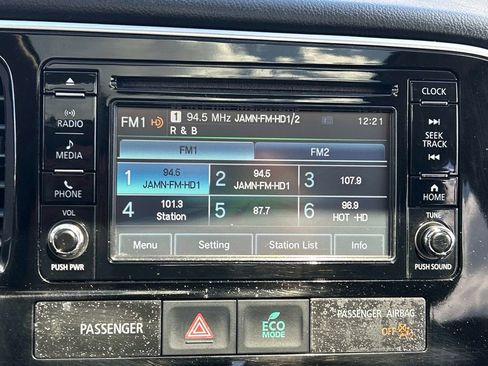 CLOCK
RADIO
MEDIA
PHONE
VOL
PUSH PWR
FM1 HD 1 94.5 MHz JAMN-FM-HD1/2 12:21
R & B
FM1 FM2
1 94.5 JAMN-FM-HD1
2 94.5 JAMN-FM-HD1
3 107.9
4 101.3 Station
5 87.7
6 96.9 HOT -HD
Menu Setting Station List Info
SEEK
TRACK
HOME
TUNE
PUSH SOUND
PASSENGER
ECO
MODE
PASSENGER AIRBAG
OFF